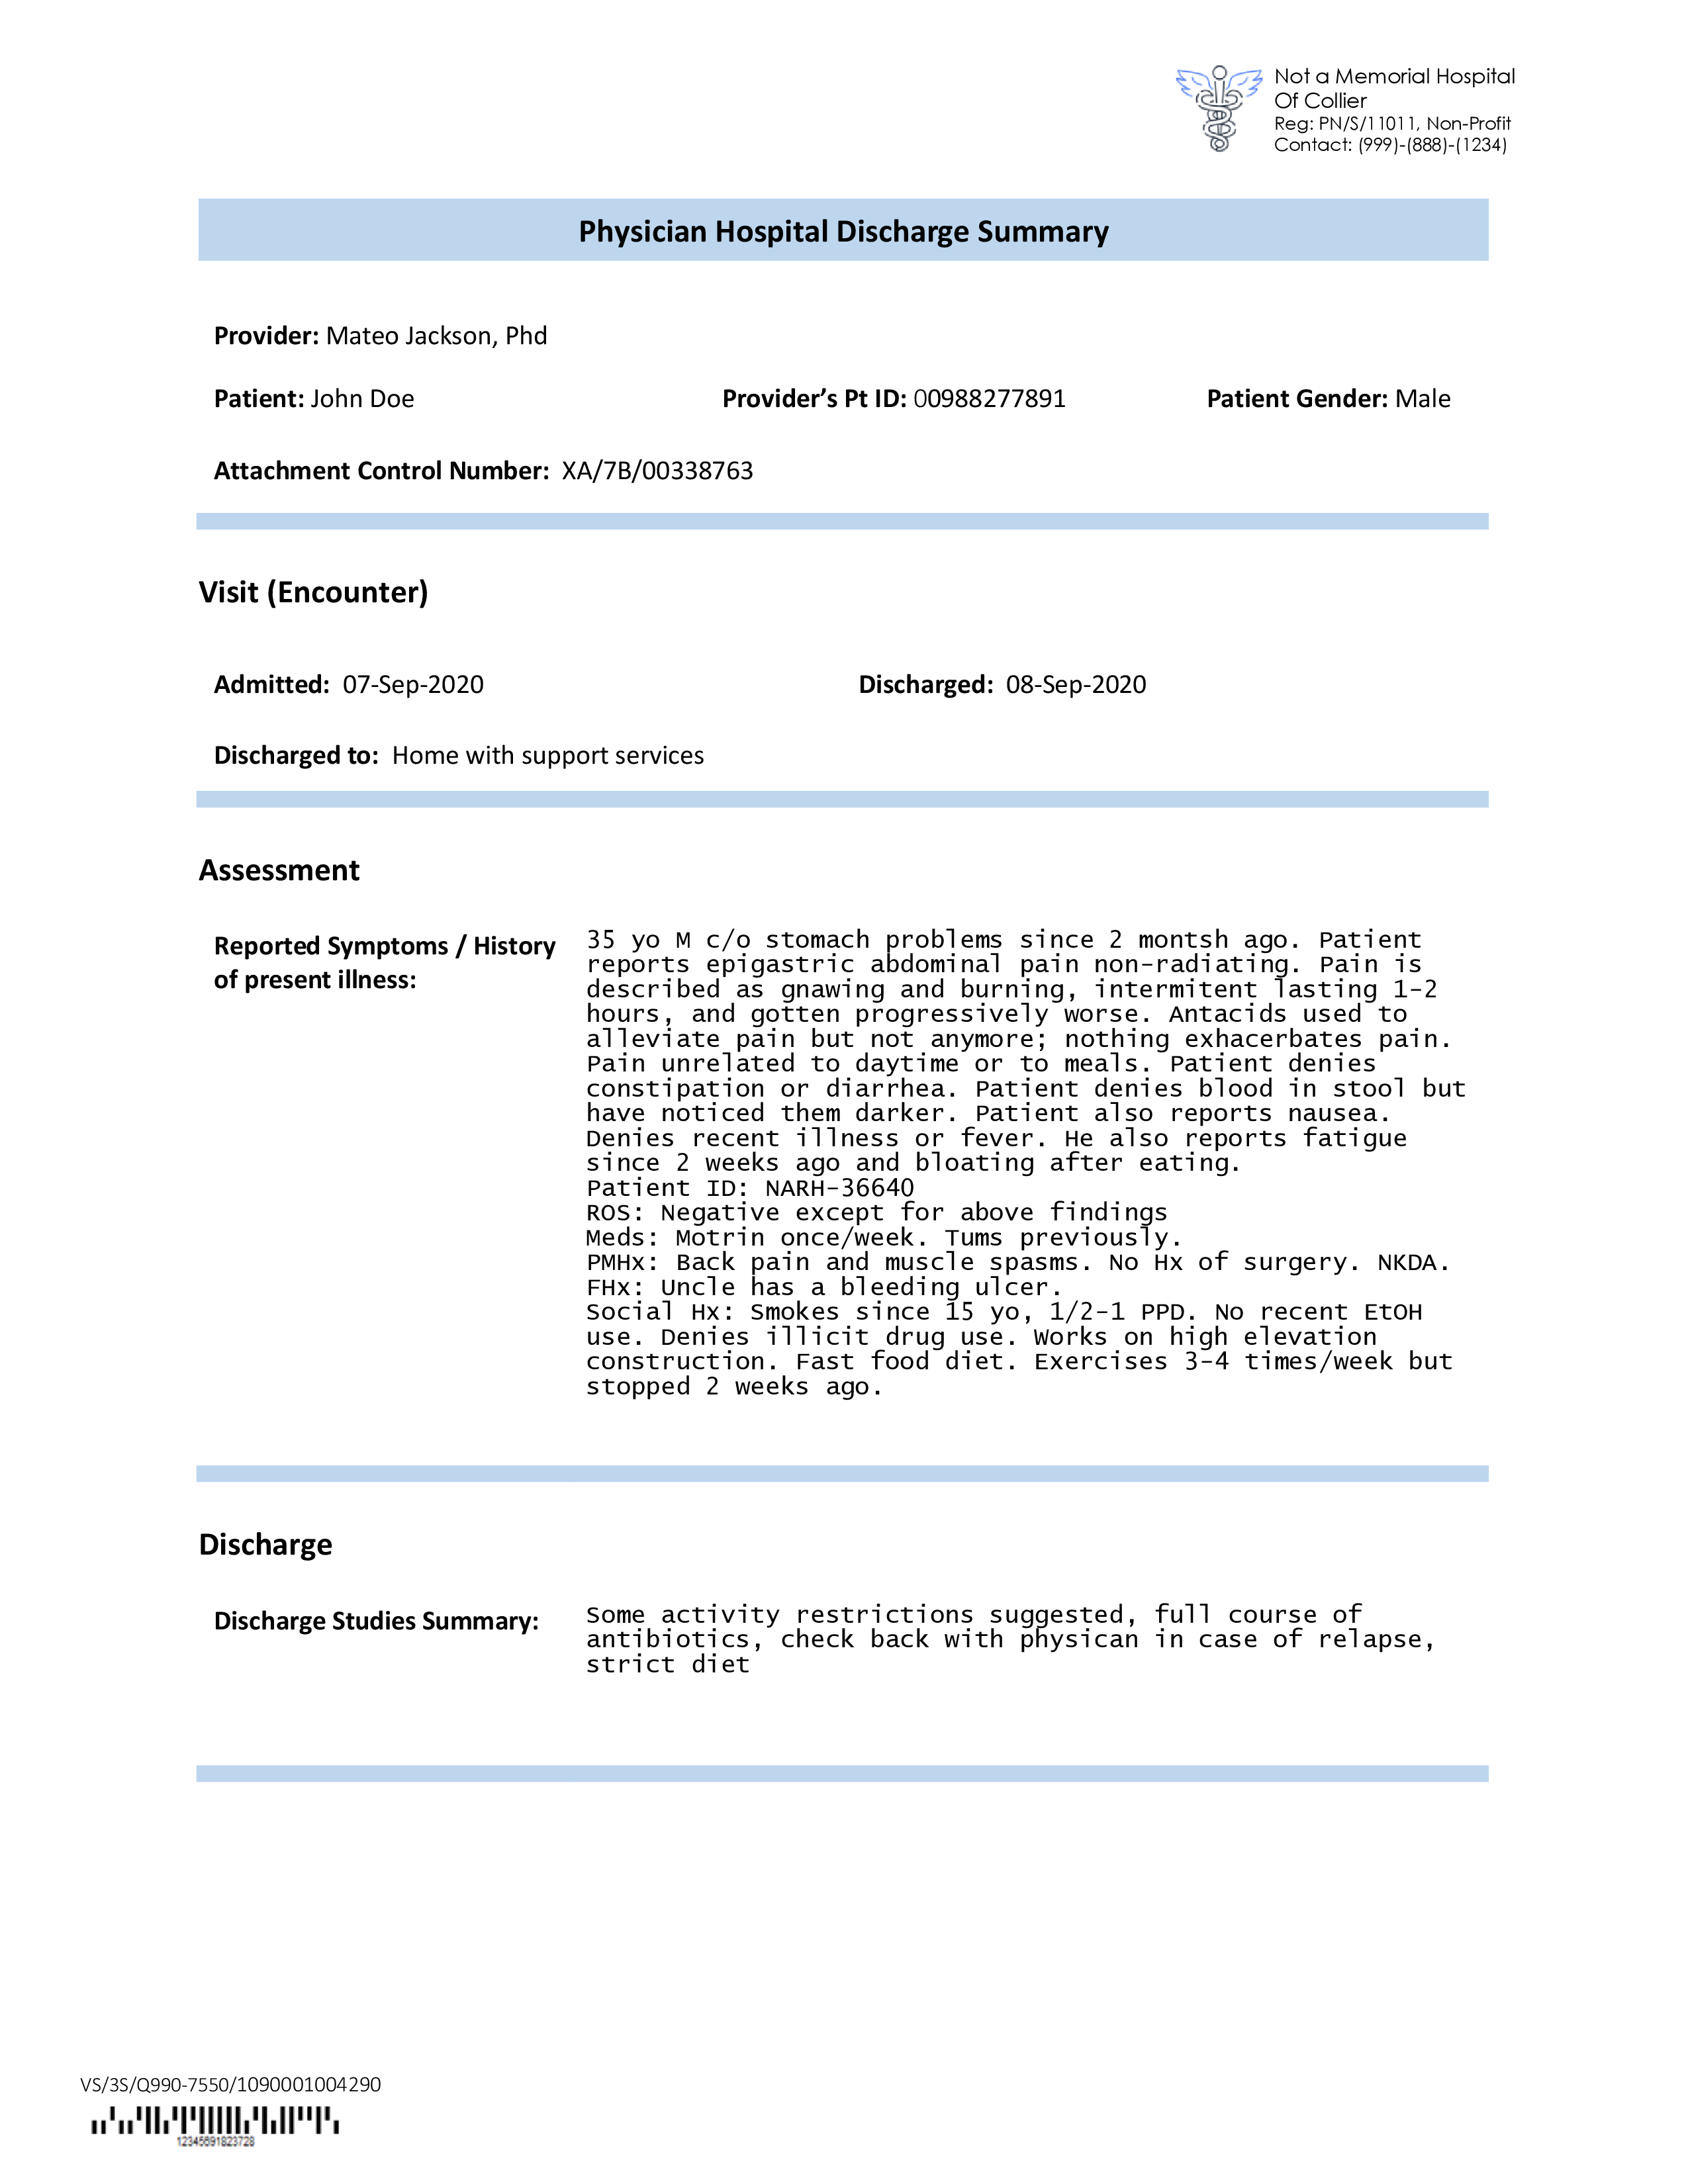 Not a Memorial Hospital
Of Collier
Reg: PN/S/11011, Non-Profit
Contact: (999)-(888)-(1234)
Physician Hospital Discharge Summary
Provider: Mateo Jackson, Phd
Patient: John Doe Provider’s Pt ID: 00988277891 Patient Gender: Male
Attachment Control Number: XA/7B/00338763
Visit (Encounter)
Admitted: 07-Sep-2020 Discharged: 08-Sep-2020
Discharged to: Home with support services
Assessment
Reported Symptoms / History
of present illness:
35 yo M c/o stomach problems since 2 montsh ago. Patient
reports epigastric abdominal pain non-radiating. Pain is
described as gnawing and burning, intermitent lasting 1-2
hours, and gotten progressively worse. Antacids used to
alleviate pain but not anymore; nothing exhacerbates pain.
Pain unrelated to daytime or to meals. Patient denies
constipation or diarrhea. Patient denies blood in stool but
have noticed them darker. Patient also reports nausea.
Denies recent illness or fever. He also reports fatigue
since 2 weeks ago and bloating after eating.
Patient ID: NARH-36640
ROS: Negative except for above findings
Meds: Motrin once/week. Tums previously.
PMHx: Back pain and muscle spasms. No Hx of surgery. NKDA.
FHx: Uncle has a bleeding ulcer.
Social Hx: Smokes since 15 yo, 1/2-1 PPD. No recent EtOH
use. Denies illicit drug use. Works on high elevation
construction. Fast food diet. Exercises 3-4 times/week but
stopped 2 weeks ago.
Discharge
Discharge Studies Summary:
Some activity restrictions suggested, full course of
antibiotics, check back with physican in case of relapse,
strict diet
VS/3S/Q990-7550/1090001004290